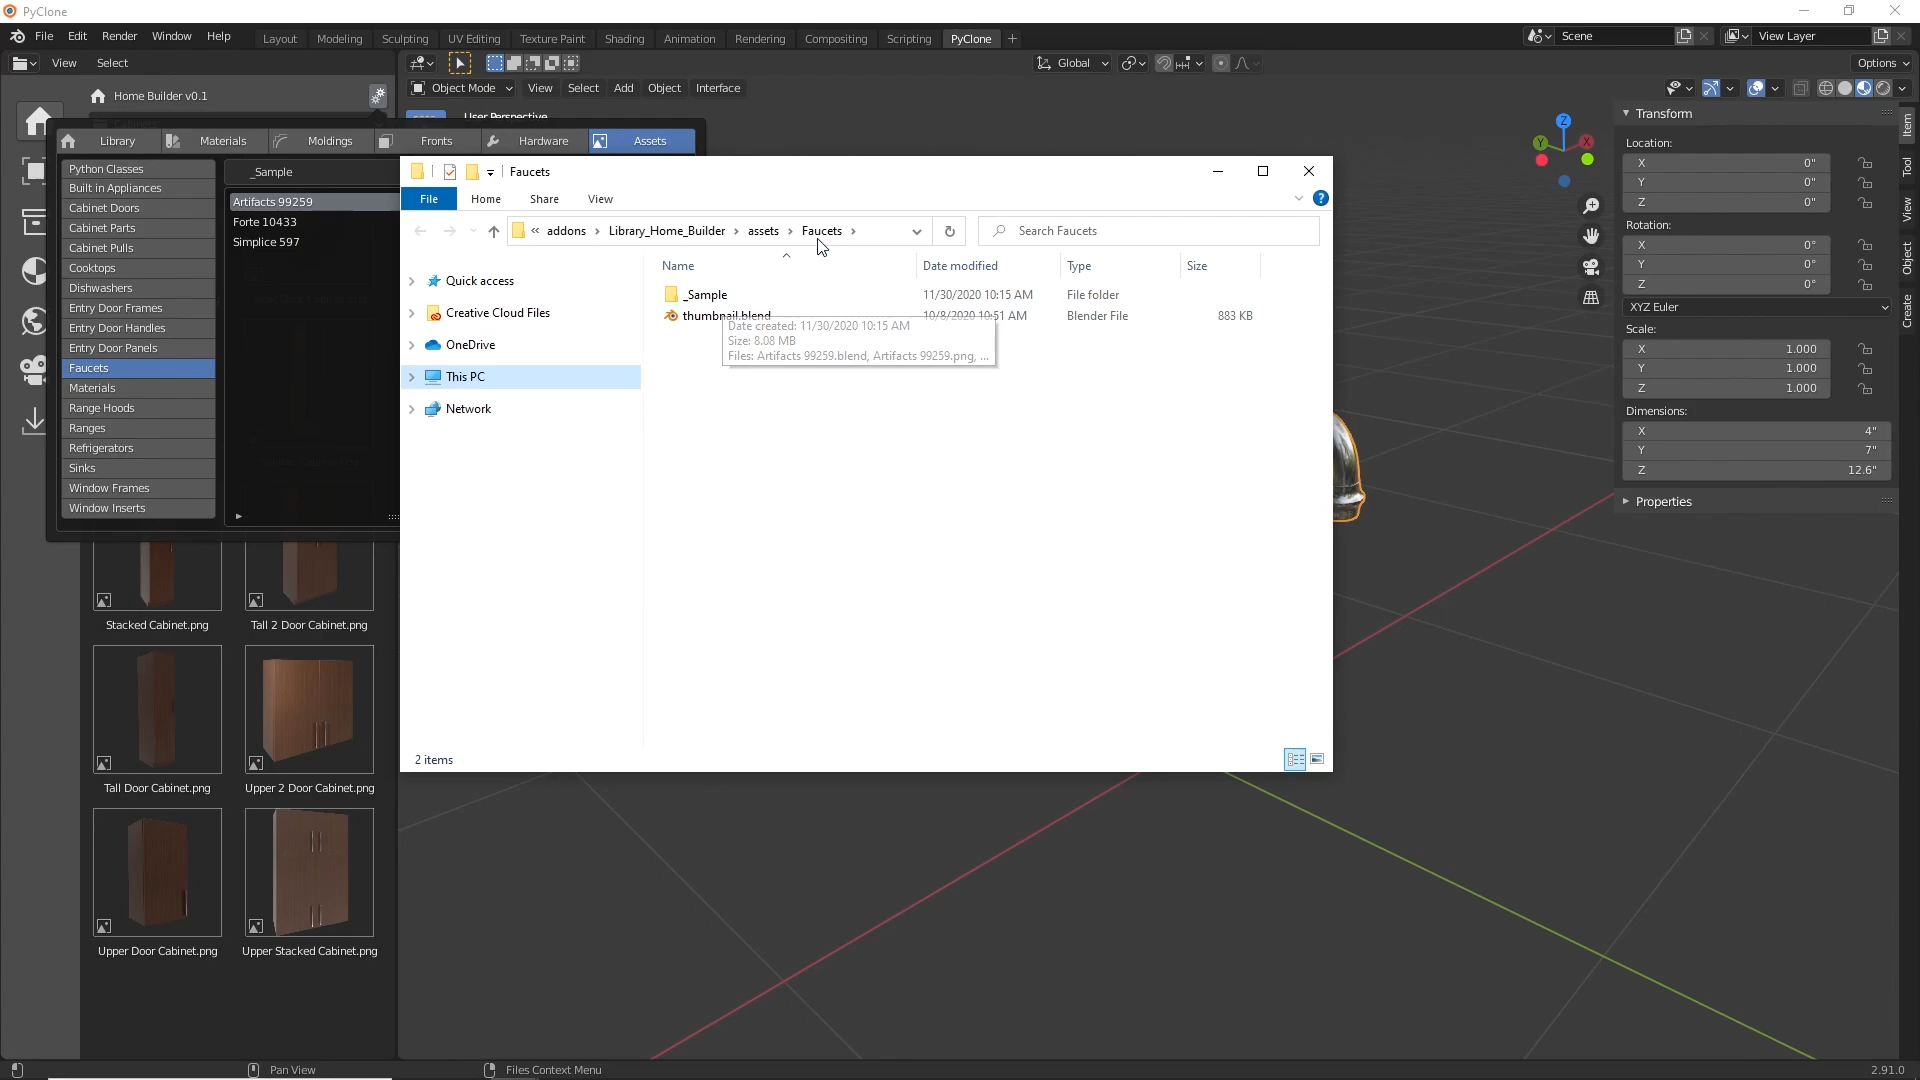 PyClone
File Edit Render Window Help Layout Modeling Sculpting UV Editing Texture Paint Shading Animation Rendering Compositing Scripting PyClone + Scene View Layer
View Select Global Options
Home Builder v0.1 Object Mode View Select Add Object Interface
User Perspective
Library Materials Moldings Fronts Hardware Assets
Python Classes
Built in Appliances
Cabinet Doors
Cabinet Parts
Cabinet Pulls
Cooktops
Dishwashers
Entry Door Frames
Entry Door Handles
Entry Door Panels
Faucets
Materials
Range Hoods
Ranges
Refrigerators
Sinks
Window Frames
Window Inserts
_Sample
Artifacts 99259
Forte 10433
Simplice 597
Faucets
File Home Share View
« addons › Library_Home_Builder › assets › Faucets › Search Faucets
Quick access
Creative Cloud Files
OneDrive
This PC
Network
Name Date modified Type Size
_Sample 11/30/2020 10:15 AM File folder
thumbnail.blend 10/8/2020 10:51 AM Blender File 883 KB
Date created: 11/30/2020 10:15 AM
Size: 8.08 MB
Files: Artifacts 99259.blend, Artifacts 99259.png, ...
2 items
Stacked Cabinet.png Tall 2 Door Cabinet.png
Tall Door Cabinet.png Upper 2 Door Cabinet.png
Upper Door Cabinet.png Upper Stacked Cabinet.png
Z
Y X
Transform
Location:
X 0"
Y 0"
Z 0"
Rotation:
X 0°
Y 0°
Z 0°
XYZ Euler
Scale:
X 1.000
Y 1.000
Z 1.000
Dimensions:
X 4"
Y 7"
Z 12.6"
Properties
Item
Tool
View
Object
Create
Pan View Files Context Menu 2.91.0